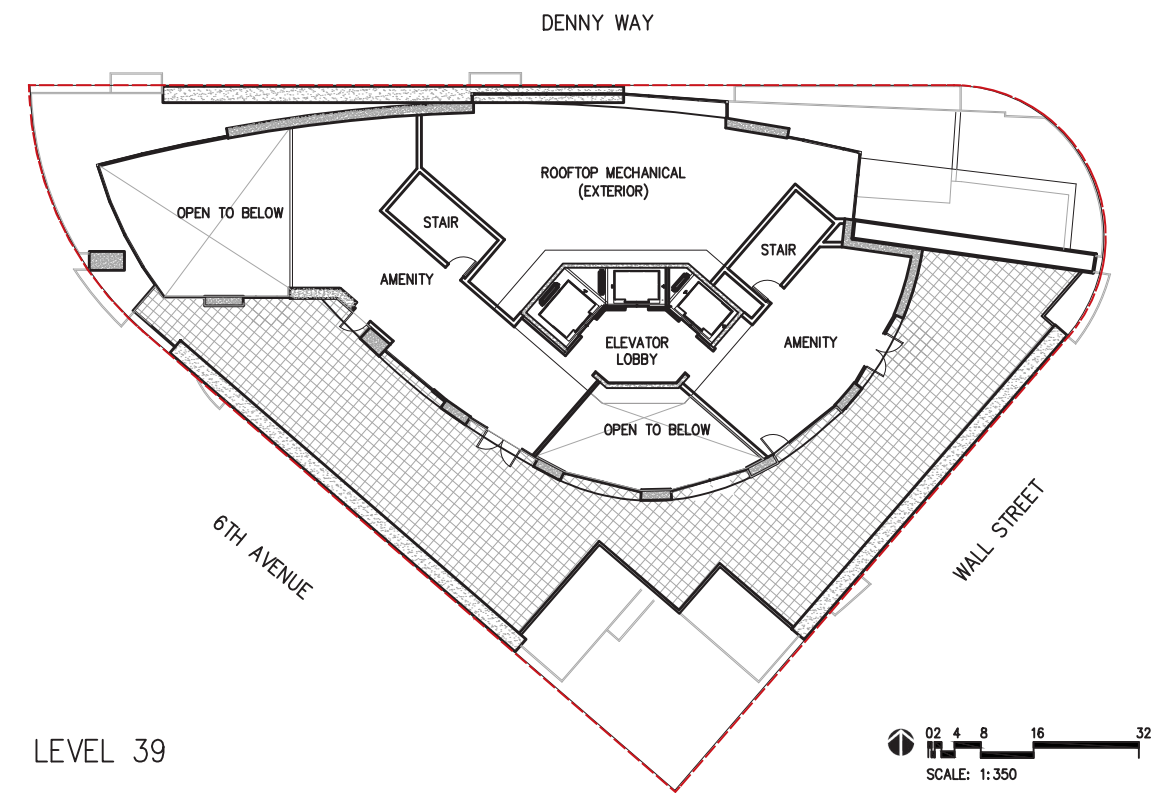 DENNY WAY
ROOFTOP MECHANICAL
(EXTERIOR)
OPEN TO BELOW
STAIR
STAIR
AMENITY
ELEVATOR
LOBBY
AMENITY
OPEN TO BELOW
6TH AVENUE
WALL STREET
LEVEL 39
02 4 8 16 32
SCALE: 1:350